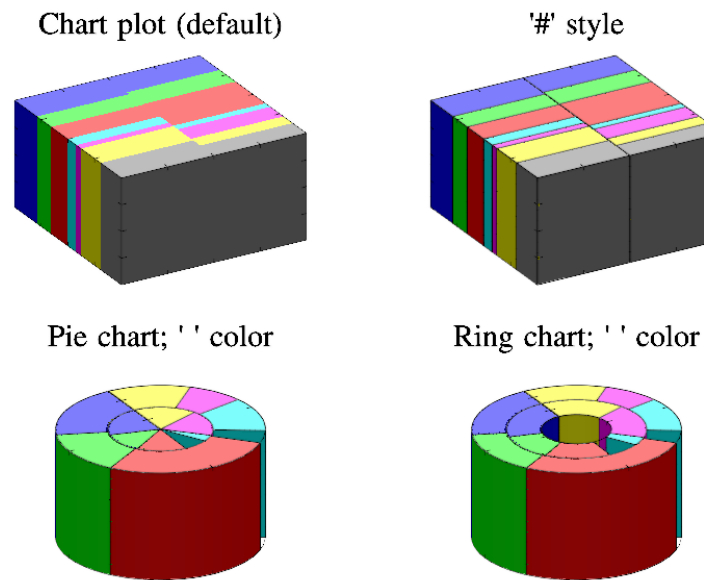 Chart plot (default)
'#' style
Pie chart; ' ' color
Ring chart; ' ' color